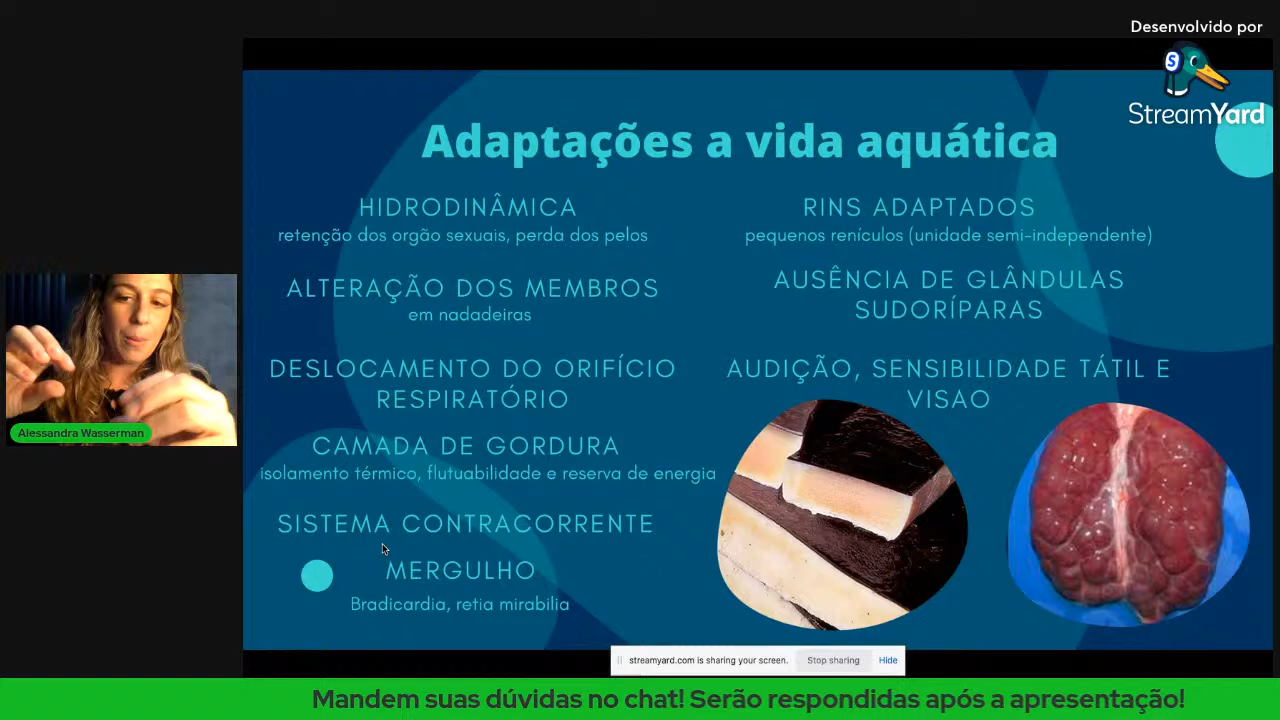 Desenvolvido por
S
StreamYard
Adaptações a vida aquática
HIDRODINÂMICA
retenção dos orgão sexuais, perda dos pelos
ALTERAÇÃO DOS MEMBROS
em nadadeiras
DESLOCAMENTO DO ORIFÍCIO
RESPIRATÓRIO
CAMADA DE GORDURA
isolamento térmico, flutuabilidade e reserva de energia
SISTEMA CONTRACORRENTE
MERGULHO
Bradicardia, retia mirabilia
RINS ADAPTADOS
pequenos renículos (unidade semi-independente)
AUSÊNCIA DE GLÂNDULAS
SUDORÍPARAS
AUDIÇÃO, SENSIBILIDADE TÁTIL E
VISAO
Alessandra Wasserman
streamyard.com is sharing your screen.
Stop sharing
Hide
Mandem suas dúvidas no chat! Serão respondidas após a apresentação!